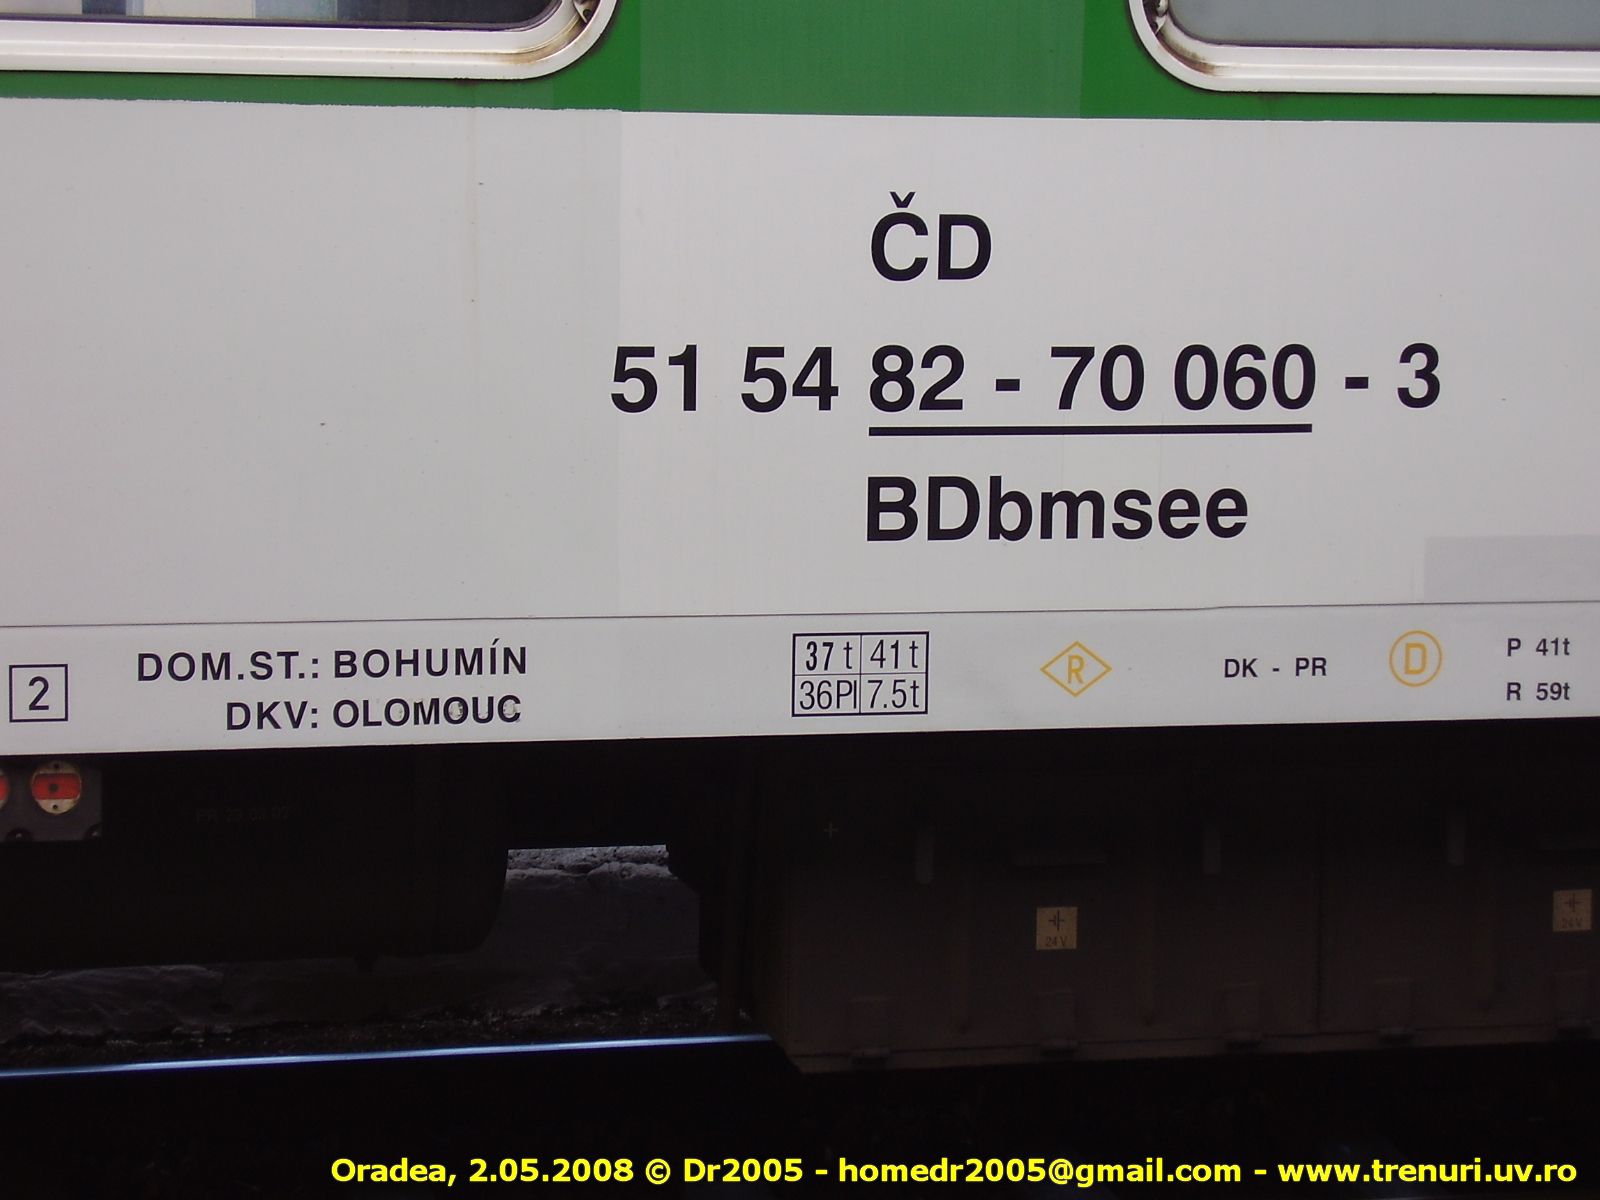 ČD
51 54 82 - 70 060 - 3
BDbmsee
2
DOM.ST.: BOHUMÍN
DKV: OLOMOUC
37 t 41 t
36Pl 7.5t
R
DK - PR
D
P 41t
R 59t
24V
24V
Oradea, 2.05.2008 © Dr2005 - homedr2005@gmail.com - www.trenuri.uv.ro